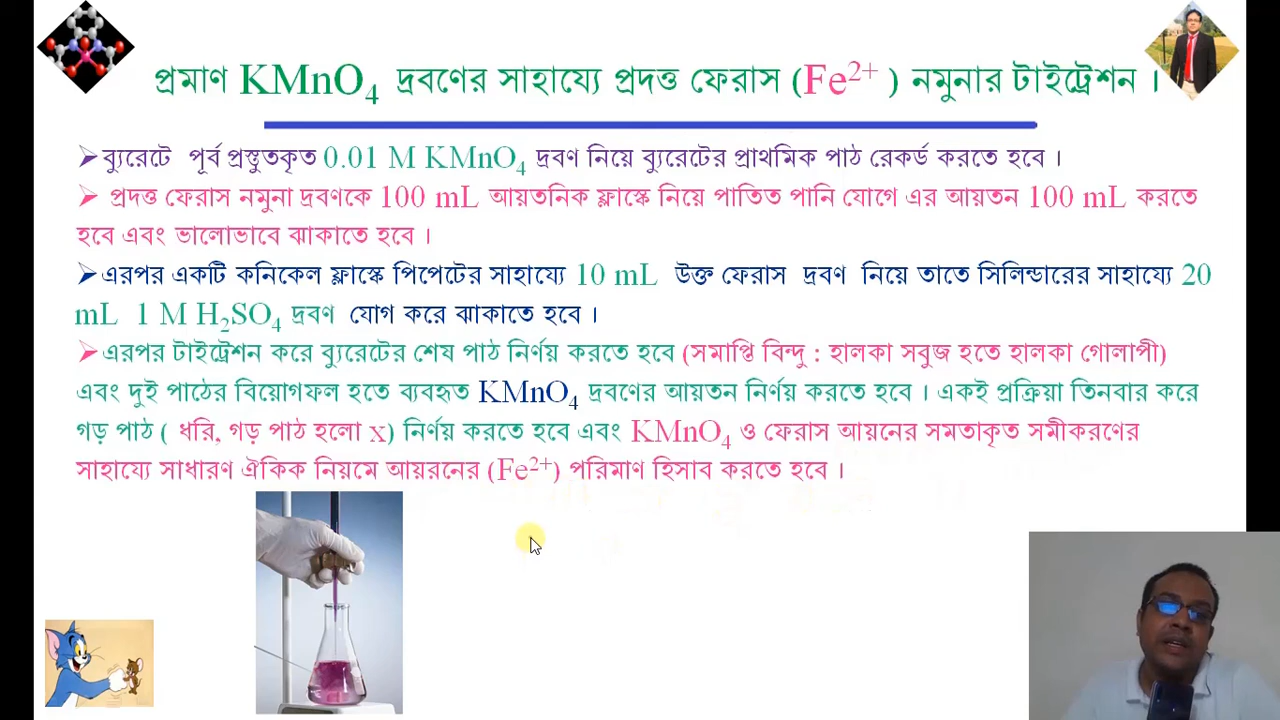 প্রমাণ KMnO₄ দ্রবণের সাহায্যে প্রদত্ত ফেরাস (Fe²⁺ ) নমুনার টাইট্রেশন ।
➢ব্যুরেটে পূর্ব প্রস্তুতকৃত 0.01 M KMnO₄ দ্রবণ নিয়ে ব্যুরেটের প্রাথমিক পাঠ রেকর্ড করতে হবে ।
➢ প্রদত্ত ফেরাস নমুনা দ্রবণকে 100 mL আয়তনিক ফ্লাস্কে নিয়ে পাতিত পানি যোগে এর আয়তন 100 mL করতে
হবে এবং ভালোভাবে ঝাকাতে হবে ।
➢এরপর একটি কনিকেল ফ্লাস্কে পিপেটের সাহায্যে 10 mL উক্ত ফেরাস দ্রবণ নিয়ে তাতে সিলিন্ডারের সাহায্যে 20
mL 1 M H₂SO₄ দ্রবণ যোগ করে ঝাকাতে হবে ।
➢এরপর টাইট্রেশন করে ব্যুরেটের শেষ পাঠ নির্ণয় করতে হবে (সমাপ্তি বিন্দু : হালকা সবুজ হতে হালকা গোলাপী)
এবং দুই পাঠের বিয়োগফল হতে ব্যবহৃত KMnO₄ দ্রবণের আয়তন নির্ণয় করতে হবে । একই প্রক্রিয়া তিনবার করে
গড় পাঠ ( ধরি, গড় পাঠ হলো x) নির্ণয় করতে হবে এবং KMnO₄ ও ফেরাস আয়নের সমতাকৃত সমীকরণের
সাহায্যে সাধারণ ঐকিক নিয়মে আয়রনের (Fe²⁺) পরিমাণ হিসাব করতে হবে ।